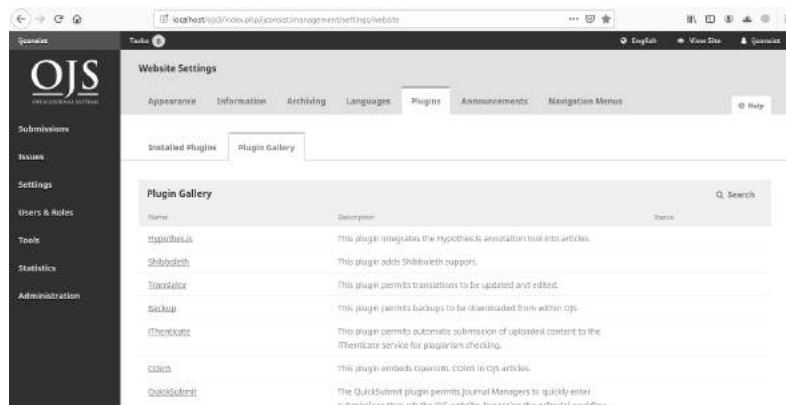 localhost/ojs3/index.php/ijconsist/management/settings/website
ijconsist
Tasks 0
English
View Site
ijconsist
OJS
OPEN JOURNAL SYSTEMS
Submissions
Issues
Settings
Users & Roles
Tools
Statistics
Administration
Website Settings
Appearance Information Archiving Languages Plugins Announcements Navigation Menus
Help
Installed Plugins Plugin Gallery
Plugin Gallery
Search
Name Description Status
Hypothes.is This plugin integrates the Hypothes.is annotation tool into articles.
Shibboleth This plugin adds Shibboleth support.
Translator This plugin permits translations to be updated and edited.
Backup This plugin permits backups to be downloaded from within OJS.
iThenticate This plugin permits automatic submission of uploaded content to the
iThenticate service for plagiarism checking.
COinS This plugin embeds OpenURL COinS in OJS articles.
QuickSubmit The QuickSubmit plugin permits Journal Managers to quickly enter